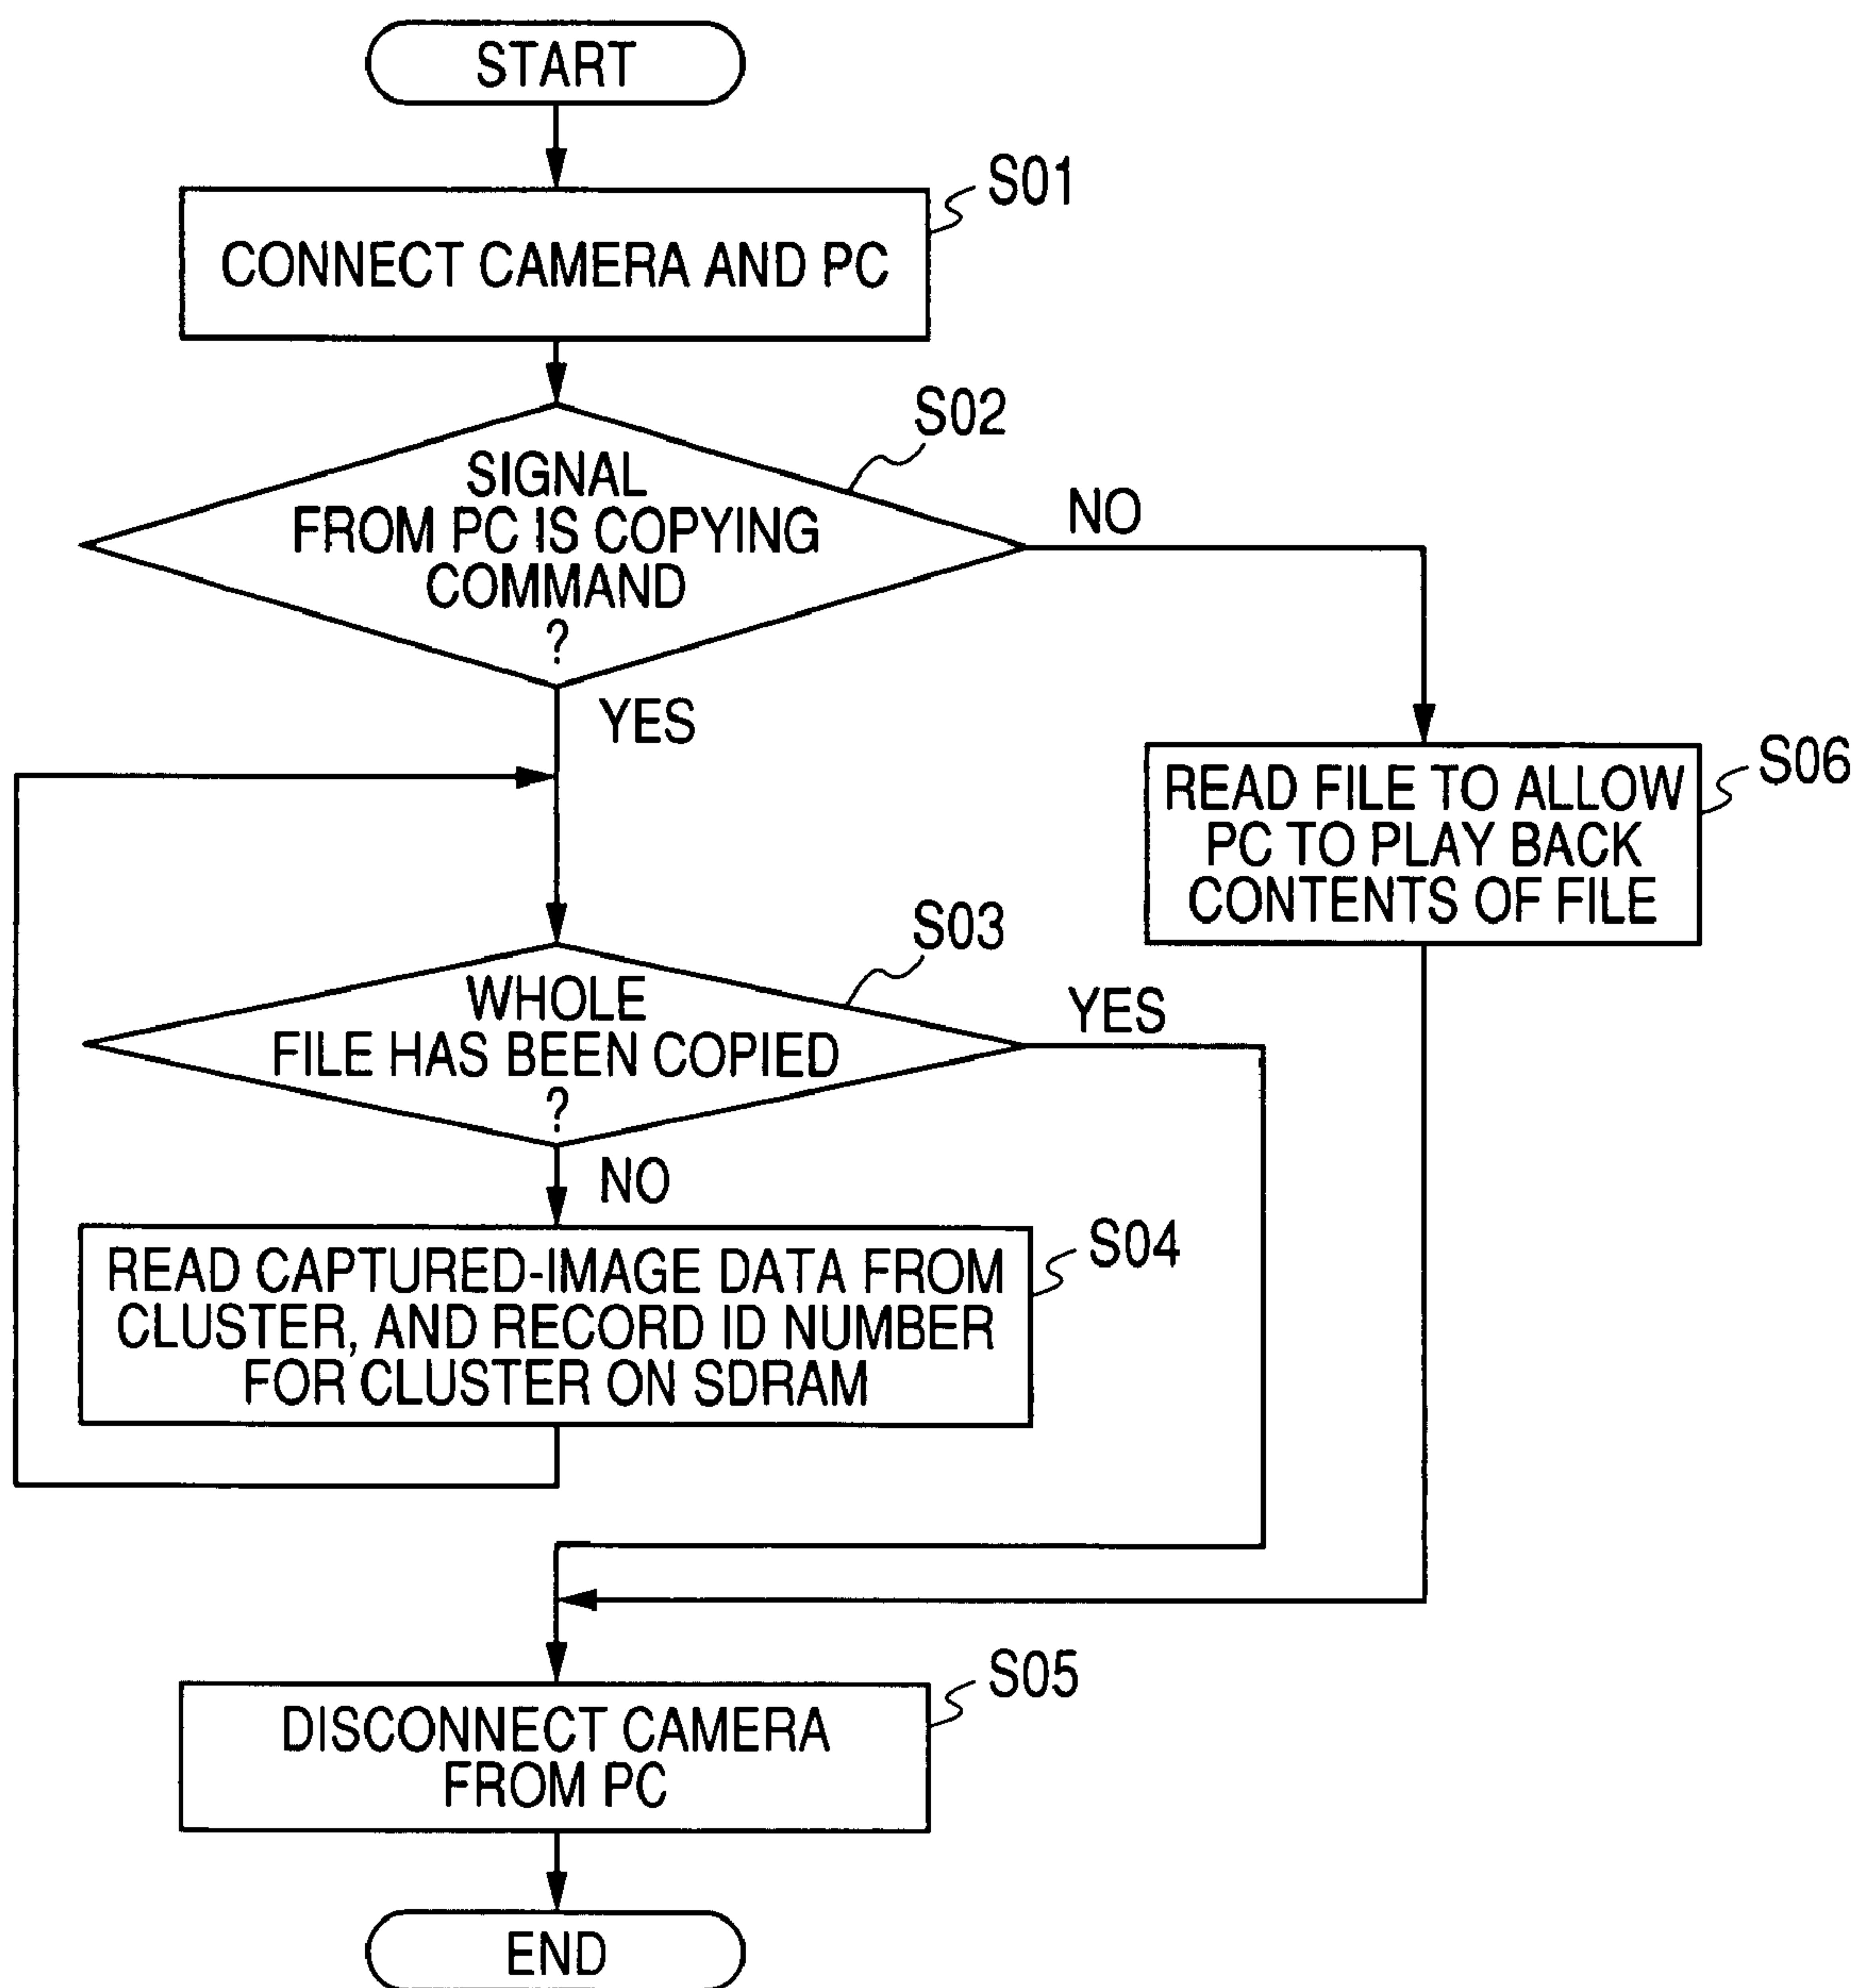 START
S01
CONNECT CAMERA AND PC
S02
SIGNAL
FROM PC IS COPYING
COMMAND
?
NO
YES
S06
READ FILE TO ALLOW
PC TO PLAY BACK
CONTENTS OF FILE
S03
WHOLE
FILE HAS BEEN COPIED
?
YES
NO
S04
READ CAPTURED-IMAGE DATA FROM
CLUSTER, AND RECORD ID NUMBER
FOR CLUSTER ON SDRAM
S05
DISCONNECT CAMERA
FROM PC
END